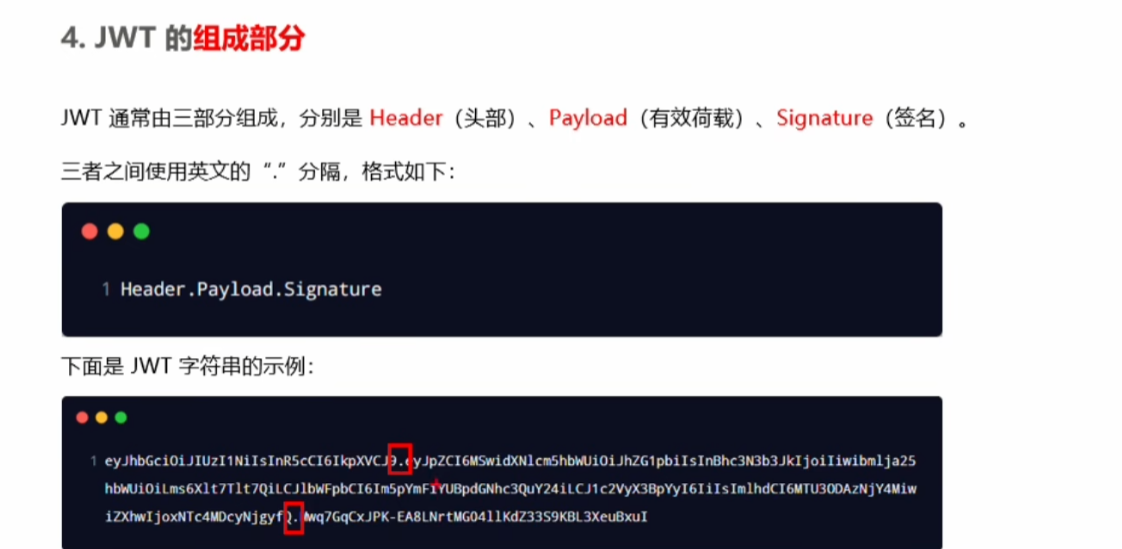 4. JWT 的组成部分
JWT 通常由三部分组成，分别是 Header（头部）、Payload（有效荷载）、Signature（签名）。
三者之间使用英文的“.”分隔，格式如下：
1 Header.Payload.Signature
下面是 JWT 字符串的示例：
1 eyJhbGciOiJIUzI1NiIsInR5cCI6IkpXVCJ9.eyJpZCI6MSwidXNlcm5hbWUiOiJhZG1pbiIsInBhc3N3b3JkIjoiIiwibmlja25
hbWUiOiLms6Xlt7Tlt7QiLCJlbWFpbCI6Im5pYmFiYUBpdGNhc3QuY24iLCJ1c2VyX3BpYyI6IiIsImlhdCI6MTU3ODAzNjY4Miw
iZXhwIjoxNTc4MDcyNjgyfQ.Mwq7GqCxJPK-EA8LNrtMG04llKdZ33S9KBL3XeuBxuI